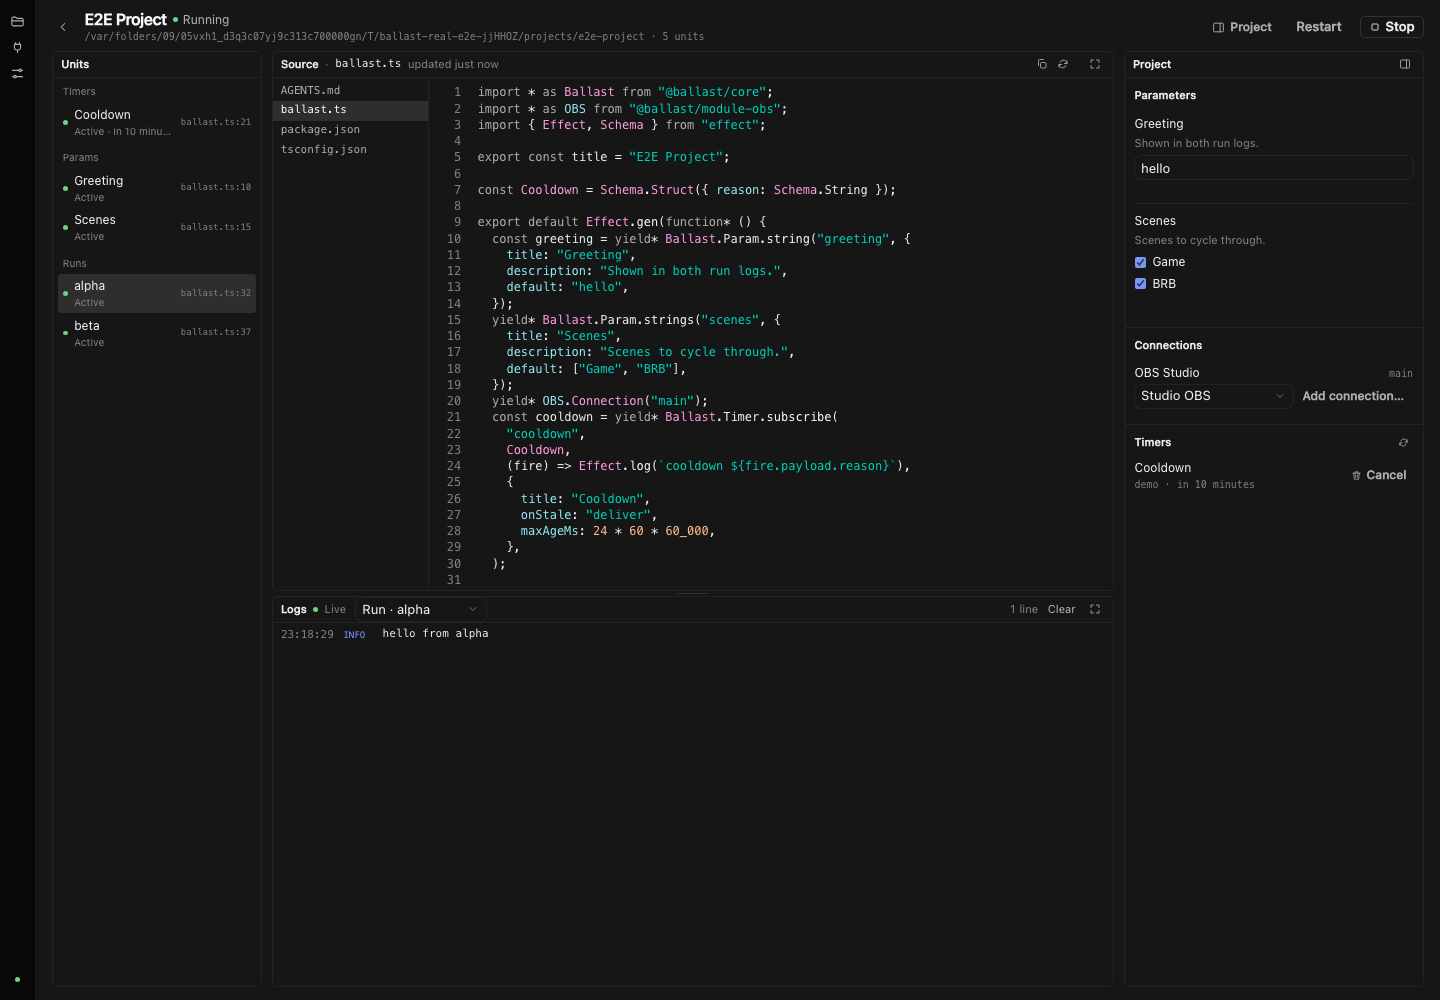 E2E Project
Running
/var/folders/09/05vxh1_d3q3c07yj9c313c700000gn/T/ballast-real-e2e-jjHHOZ/projects/e2e-project · 5 units
Project
Restart
Stop
Units
Timers
Cooldown
Active · in 10 minu...
ballast.ts:21
Params
Greeting
Active
ballast.ts:10
Scenes
Active
ballast.ts:15
Runs
alpha
Active
ballast.ts:32
beta
Active
ballast.ts:37
Source · ballast.ts updated just now
AGENTS.md
ballast.ts
package.json
tsconfig.json
1 import * as Ballast from "@ballast/core";
2 import * as OBS from "@ballast/module-obs";
3 import { Effect, Schema } from "effect";
4
5 export const title = "E2E Project";
6
7 const Cooldown = Schema.Struct({ reason: Schema.String });
8
9 export default Effect.gen(function* () {
10   const greeting = yield* Ballast.Param.string("greeting", {
11     title: "Greeting",
12     description: "Shown in both run logs.",
13     default: "hello",
14   });
15   yield* Ballast.Param.strings("scenes", {
16     title: "Scenes",
17     description: "Scenes to cycle through.",
18     default: ["Game", "BRB"],
19   });
20   yield* OBS.Connection("main");
21   const cooldown = yield* Ballast.Timer.subscribe(
22     "cooldown",
23     Cooldown,
24     (fire) => Effect.log(`cooldown ${fire.payload.reason}`),
25     {
26       title: "Cooldown",
27       onStale: "deliver",
28       maxAgeMs: 24 * 60 * 60_000,
29     },
30   );
31
Logs
Live
Run · alpha
1 line
Clear
23:18:29 INFO hello from alpha
Project
Parameters
Greeting
Shown in both run logs.
hello
Scenes
Scenes to cycle through.
Game
BRB
Connections
OBS Studio
main
Studio OBS
Add connection...
Timers
Cooldown
demo · in 10 minutes
Cancel